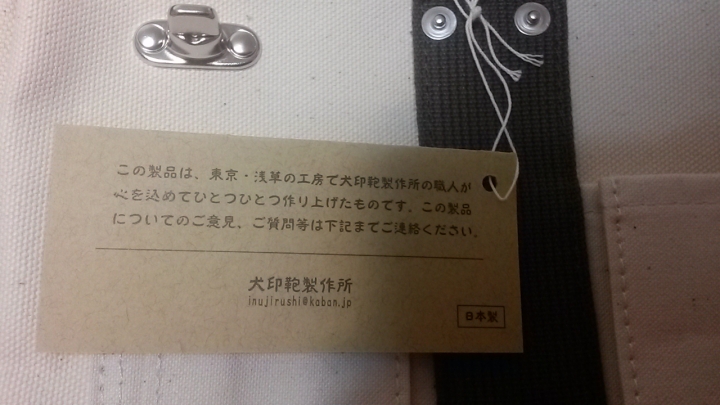 この製品は、東京・浅草の工房で犬印鞄製作所の職人が
心を込めてひとつひとつ作り上げたものです。この製品
についてのご意見、ご質問等は下記までご連絡ください。
犬印鞄製作所
inujirushi@kaban.jp
日本製